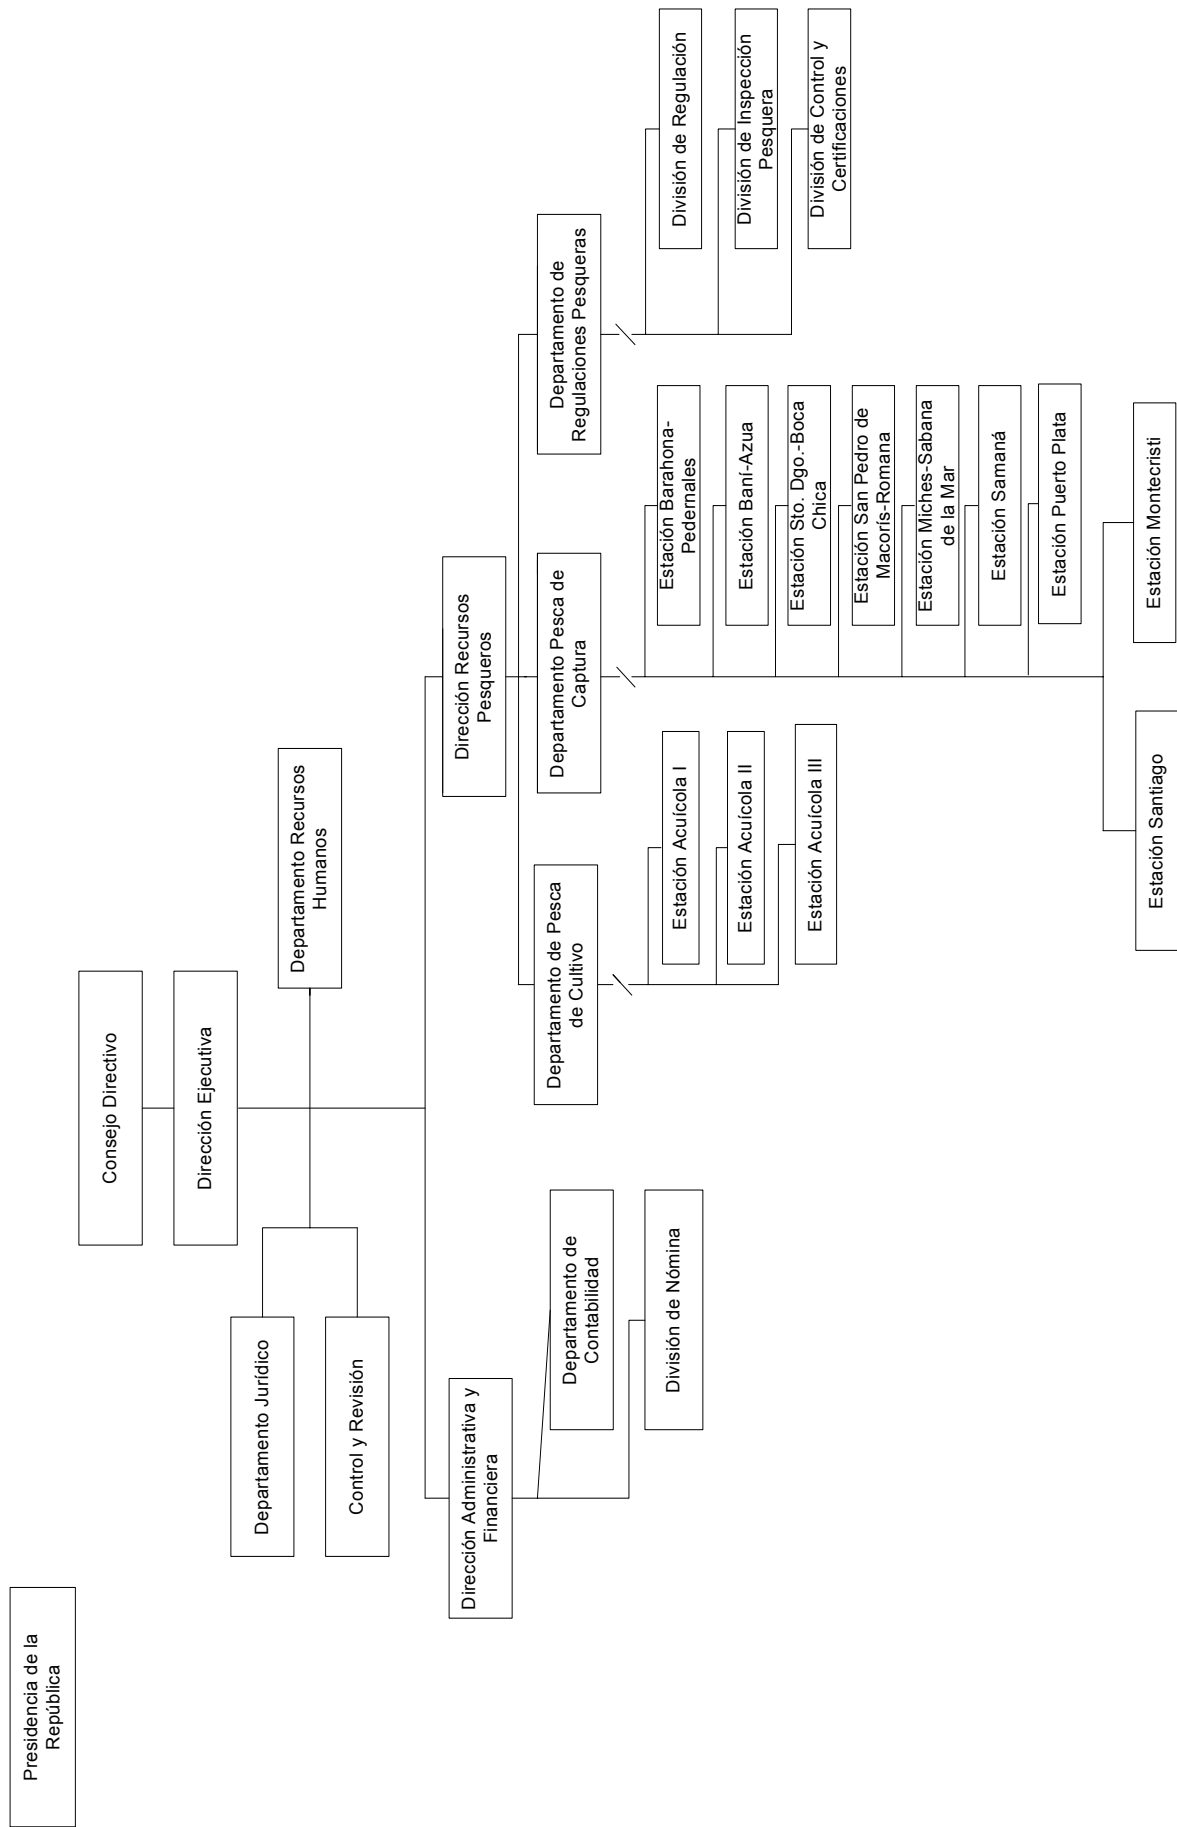 Presidencia de la
República
Consejo Directivo
Dirección Ejecutiva
Departamento Jurídico
Control y Revisión
Departamento Recursos
Humanos
Dirección Administrativa y
Financiera
Departamento de
Contabilidad
División de Nómina
Dirección Recursos
Pesqueros
Departamento de Pesca
de Cultivo
Estación Acuícola I
Estación Acuícola II
Estación Acuícola III
Departamento Pesca de
Captura
Estación Barahona-
Pedernales
Estación Baní-Azua
Estación Sto. Dgo.-Boca
Chica
Estación San Pedro de
Macorís-Romana
Estación Miches-Sabana
de la Mar
Estación Samaná
Estación Puerto Plata
Estación Santiago
Estación Montecristi
Departamento de
Regulaciones Pesqueras
División de Regulación
División de Inspección
Pesquera
División de Control y
Certificaciones